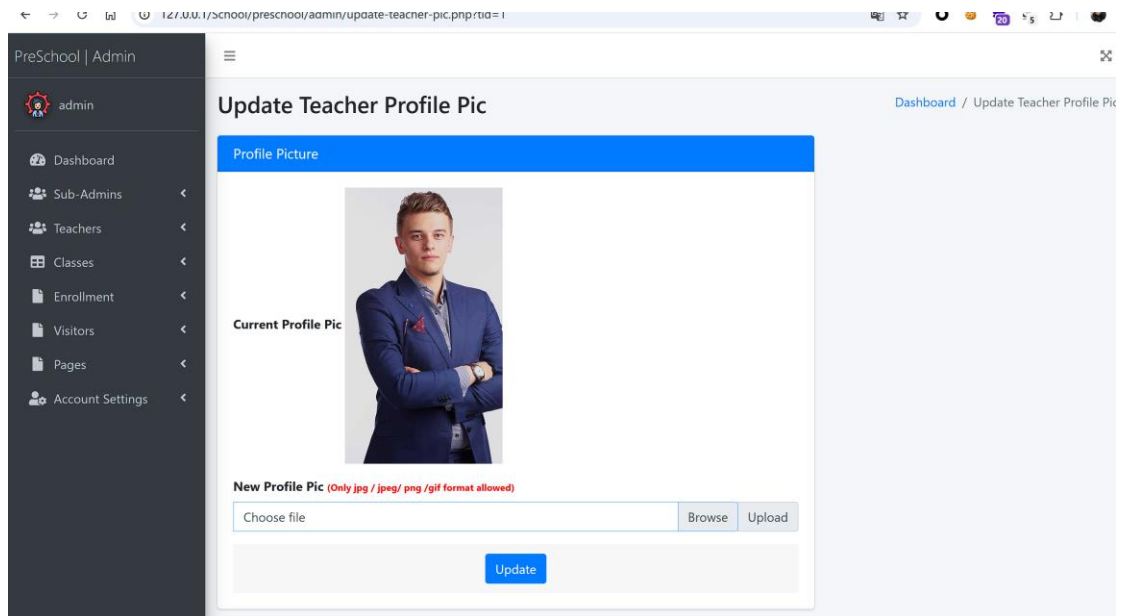 127.0.0.1/School/preschool/admin/update-teacher-pic.php?tid=1
20
5
PreSchool | Admin
admin
Update Teacher Profile Pic
Dashboard / Update Teacher Profile Pic
Dashboard
Sub-Admins
Teachers
Classes
Enrollment
Visitors
Pages
Account Settings
Profile Picture
Current Profile Pic
New Profile Pic (Only jpg / jpeg/ png /gif format allowed)
Choose file
Browse
Upload
Update